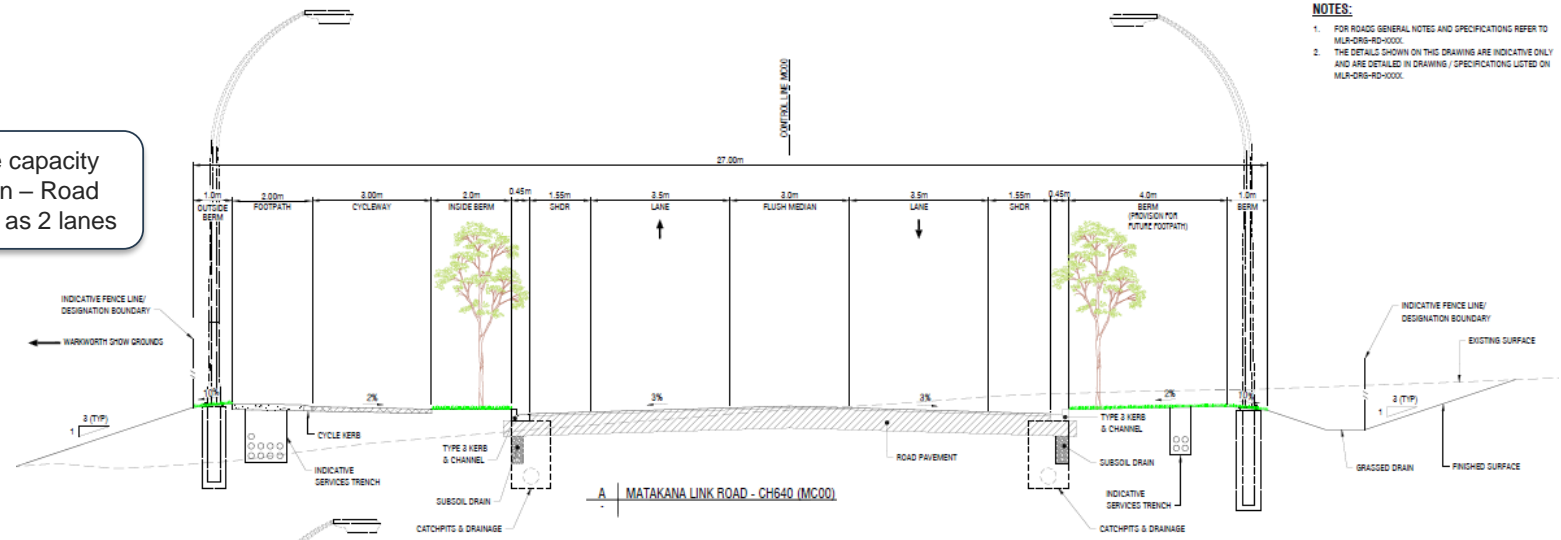 NOTES:
1. FOR ROADS GENERAL NOTES AND SPECIFICATIONS REFER TO
MLR-DRG-RD-XXXX.
2. THE DETAILS SHOWN ON THIS DRAWING ARE INDICATIVE ONLY
AND ARE DETAILED IN DRAWING / SPECIFICATIONS LISTED ON
MLR-DRG-RD-XXXX.
CONTROL LINE MC00
capacity
n – Road
as 2 lanes
27.00m
1.0m
OUTSIDE
BERM
2.00m
FOOTPATH
3.00m
CYCLEWAY
2.0m
INSIDE BERM
0.45m
1.55m
SHDR
3.5m
LANE
3.0m
FLUSH MEDIAN
3.5m
LANE
1.55m
SHDR
0.45m
4.0m
BERM
(PROVISION FOR
FUTURE FOOTPATH)
1.0m
BERM
INDICATIVE FENCE LINE/
DESIGNATION BOUNDARY
WARKWORTH SHOW GROUNDS
INDICATIVE FENCE LINE/
DESIGNATION BOUNDARY
EXISTING SURFACE
10%
2%
3%
3%
2%
10%
3 (TYP)
1
3 (TYP)
1
CYCLE KERB
TYPE 3 KERB
& CHANNEL
INDICATIVE
SERVICES TRENCH
SUBSOIL DRAIN
CATCHPITS & DRAINAGE
ROAD PAVEMENT
TYPE 3 KERB
& CHANNEL
SUBSOIL DRAIN
INDICATIVE
SERVICES TRENCH
CATCHPITS & DRAINAGE
GRASSED DRAIN
FINISHED SURFACE
A MATAKANA LINK ROAD - CH640 (MC00)
-